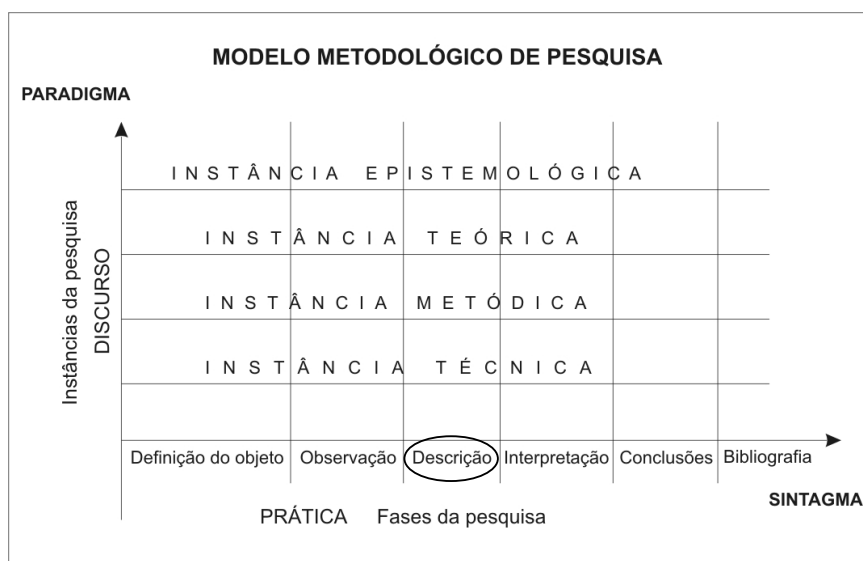 MODELO METODOLÓGICO DE PESQUISA
PARADIGMA
INSTÂNCIA EPISTEMOLÓGICA
INSTÂNCIA TEÓRICA
INSTÂNCIA METÓDICA
INSTÂNCIA TÉCNICA
Instâncias da pesquisa
DISCURSO
Definição do objeto Observação Descrição Interpretação Conclusões Bibliografia
SINTAGMA
PRÁTICA Fases da pesquisa